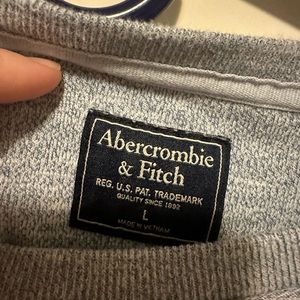 Abercrombie
& Fitch
REG. U.S. PAT. TRADEMARK
QUALITY SINCE 1892
L
MADE IN VIETNAM